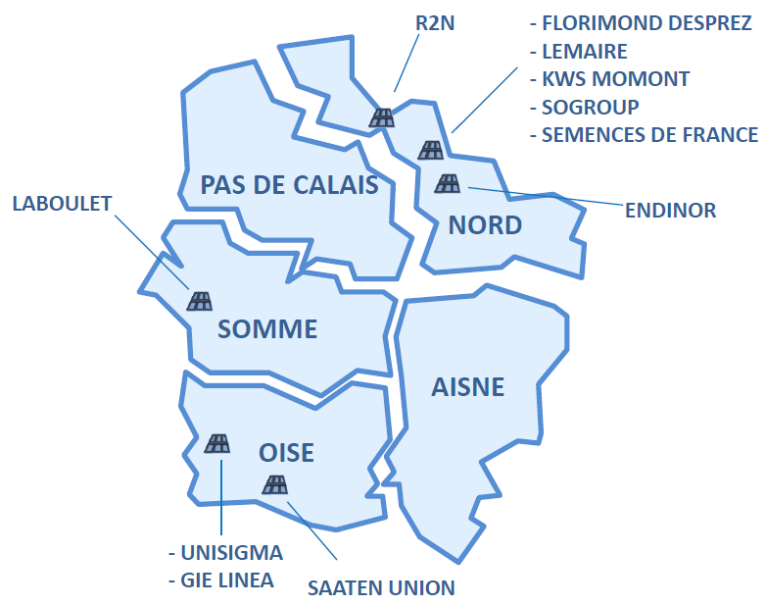 R2N
- FLORIMOND DESPREZ
- LEMAIRE
- KWS MOMONT
- SOGROUP
- SEMENCES DE FRANCE
PAS DE CALAIS
LABOULET
ENDINOR
NORD
SOMME
AISNE
OISE
- UNISIGMA
- GIE LINEA
SAATEN UNION